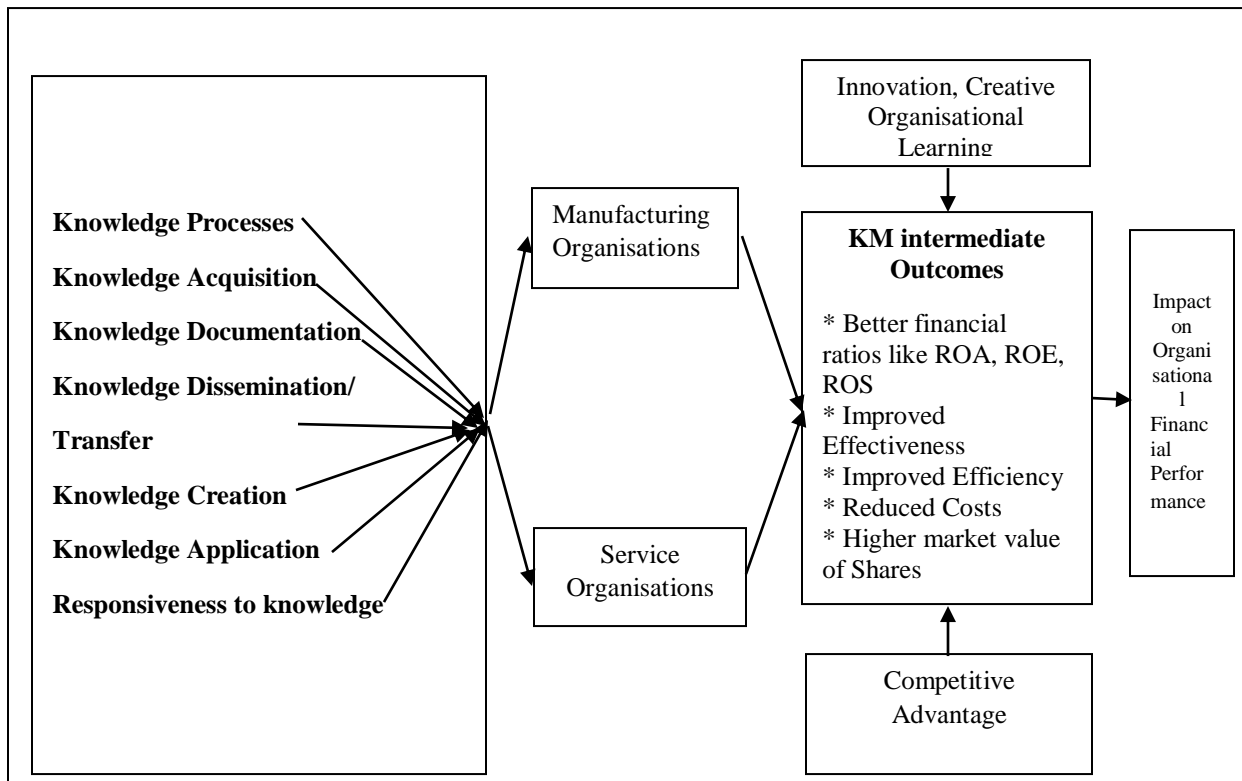 Knowledge Processes
Knowledge Acquisition
Knowledge Documentation
Knowledge Dissemination/
Transfer
Knowledge Creation
Knowledge Application
Responsiveness to knowledge
Manufacturing
Organisations
Service
Organisations
Innovation, Creative
Organisational
Learning
KM intermediate
Outcomes
* Better financial
ratios like ROA, ROE,
ROS
* Improved
Effectiveness
* Improved Efficiency
* Reduced Costs
* Higher market value
of Shares
Competitive
Advantage
Impact
on
Organi
sationa
l
Financ
ial
Perfor
mance